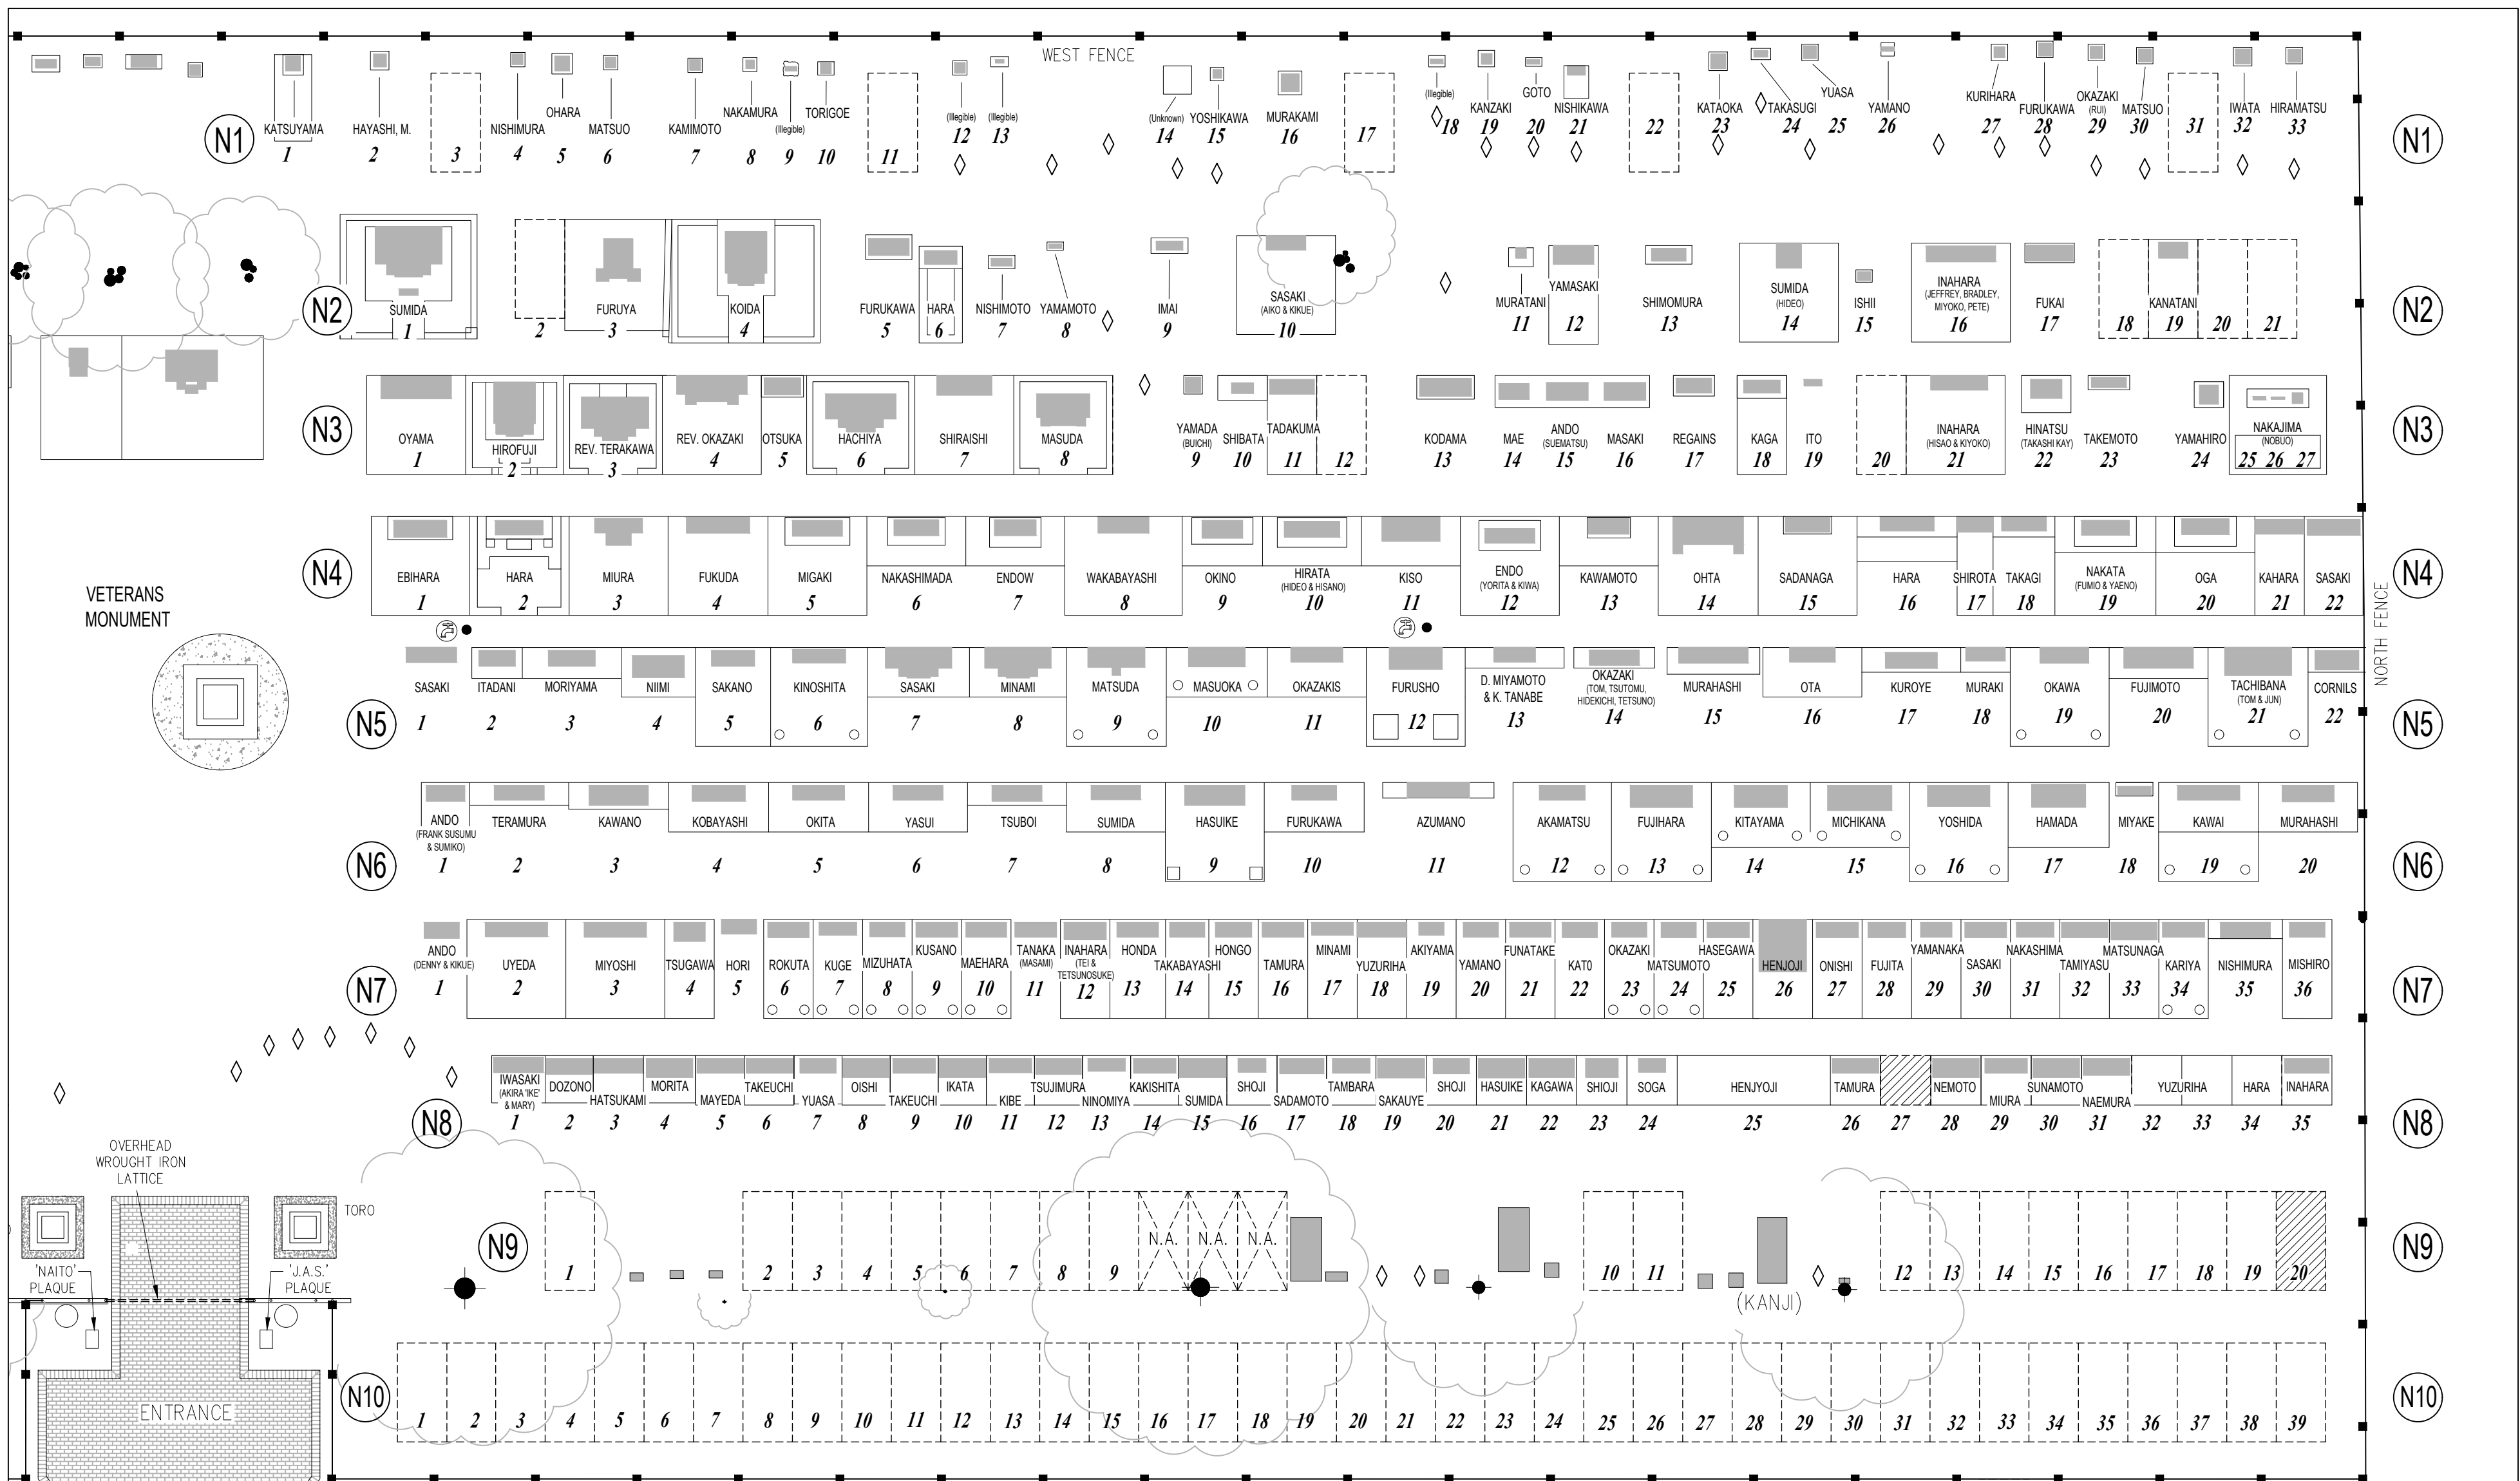 WEST FENCE
N1
KATSUYAMA
HAYASHI, M.
NISHIMURA
OHARA
MATSUO
KAMIMOTO
NAKAMURA
(Illegible)
TORIGOE
(Illegible)
(Illegible)
(Unknown)
YOSHIKAWA
MURAKAMI
(Illegible)
KANZAKI
GOTO
NISHIKAWA
KATAOKA
TAKASUGI
YUASA
YAMANO
KURIHARA
FURUKAWA
OKAZAKI
(RUI)
MATSUO
IWATA
HIRAMATSU
N1
1 2 3 4 5 6 7 8 9 10 11 12 13 14 15 16 17 18 19 20 21 22 23 24 25 26 27 28 29 30 31 32 33
N2
SUMIDA
FURUYA
KOIDA
FURUKAWA
HARA
NISHIMOTO
YAMAMOTO
IMAI
SASAKI
(AIKO & KIKUE)
MURATANI
YAMASAKI
SHIMOMURA
SUMIDA
(HIDEO)
ISHII
INAHARA
(JEFFREY, BRADLEY,
MIYOKO, PETE)
FUKAI
KANATANI
N2
1 2 3 4 5 6 7 8 9 10 11 12 13 14 15 16 17 18 19 20 21
N3
OYAMA
HIROFUJI
REV. TERAKAWA
REV. OKAZAKI
OTSUKA
HACHIYA
SHIRAISHI
MASUDA
YAMADA
(BUICHI)
SHIBATA
TADAKUMA
KODAMA
MAE
ANDO
(SUEMATSU)
MASAKI
REGAINS
KAGA
ITO
INAHARA
(HISAO & KIYOKO)
HINATSU
(TAKASHI KAY)
TAKEMOTO
YAMAHIRO
NAKAJIMA
(NOBUO)
N3
1 2 3 4 5 6 7 8 9 10 11 12 13 14 15 16 17 18 19 20 21 22 23 24 25 26 27
N4
EBIHARA
HARA
MIURA
FUKUDA
MIGAKI
NAKASHIMADA
ENDOW
WAKABAYASHI
OKINO
HIRATA
(HIDEO & HISANO)
KISO
ENDO
(YORITA & KIWA)
KAWAMOTO
OHTA
SADANAGA
HARA
SHIROTA
TAKAGI
NAKATA
(FUMIO & YAENO)
OGA
KAHARA
SASAKI
N4
1 2 3 4 5 6 7 8 9 10 11 12 13 14 15 16 17 18 19 20 21 22
NORTH FENCE
VETERANS
MONUMENT
N5
SASAKI
ITADANI
MORIYAMA
NIIMI
SAKANO
KINOSHITA
SASAKI
MINAMI
MATSUDA
MASUOKA
OKAZAKIS
FURUSHO
D. MIYAMOTO
& K. TANABE
OKAZAKI
(TOM, TSUTOMU,
HIDEKICHI, TETSUNO)
MURAHASHI
OTA
KUROYE
MURAKI
OKAWA
FUJIMOTO
TACHIBANA
(TOM & JUN)
CORNILS
N5
1 2 3 4 5 6 7 8 9 10 11 12 13 14 15 16 17 18 19 20 21 22
N6
ANDO
(FRANK SUSUMU
& SUMIKO)
TERAMURA
KAWANO
KOBAYASHI
OKITA
YASUI
TSUBOI
SUMIDA
HASUIKE
FURUKAWA
AZUMANO
AKAMATSU
FUJIHARA
KITAYAMA
MICHIKANA
YOSHIDA
HAMADA
MIYAKE
KAWAI
MURAHASHI
N6
1 2 3 4 5 6 7 8 9 10 11 12 13 14 15 16 17 18 19 20
N7
ANDO
(DENNY & KIKUE)
UYEDA
MIYOSHI
TSUGAWA
HORI
ROKUTA
KUGE
MIZUHATA
KUSANO
MAEHARA
TANAKA
(MASAMI)
INAHARA
(TEI &
TETSUNOSUKE)
HONDA
TAKABAYASHI
HONGO
TAMURA
MINAMI
YUZURIHA
AKIYAMA
YAMANO
FUNATAKE
KAT0
OKAZAKI
MATSUMOTO
HASEGAWA
HENJOJI
ONISHI
FUJITA
YAMANAKA
SASAKI
NAKASHIMA
TAMIYASU
MATSUNAGA
KARIYA
NISHIMURA
MISHIRO
N7
1 2 3 4 5 6 7 8 9 10 11 12 13 14 15 16 17 18 19 20 21 22 23 24 25 26 27 28 29 30 31 32 33 34 35 36
N8
IWASAKI
(AKIRA 'IKE'
& MARY)
DOZONO
HATSUKAMI
MORITA
MAYEDA
TAKEUCHI
YUASA
OISHI
TAKEUCHI
IKATA
KIBE
TSUJIMURA
NINOMIYA
KAKISHITA
SUMIDA
SHOJI
SADAMOTO
TAMBARA
SAKAUYE
SHOJI
HASUIKE
KAGAWA
SHIOJI
SOGA
HENJYOJI
TAMURA
NEMOTO
MIURA
SUNAMOTO
NAEMURA
YUZURIHA
HARA
INAHARA
N8
1 2 3 4 5 6 7 8 9 10 11 12 13 14 15 16 17 18 19 20 21 22 23 24 25 26 27 28 29 30 31 32 33 34 35
OVERHEAD
WROUGHT IRON
LATTICE
TORO
'NAITO'
PLAQUE
'J.A.S.'
PLAQUE
N9
N.A. N.A. N.A.
1 2 3 4 5 6 7 8 9 10 11 12 13 14 15 16 17 18 19 20
(KANJI)
N9
ENTRANCE
N10
1 2 3 4 5 6 7 8 9 10 11 12 13 14 15 16 17 18 19 20 21 22 23 24 25 26 27 28 29 30 31 32 33 34 35 36 37 38 39
N10